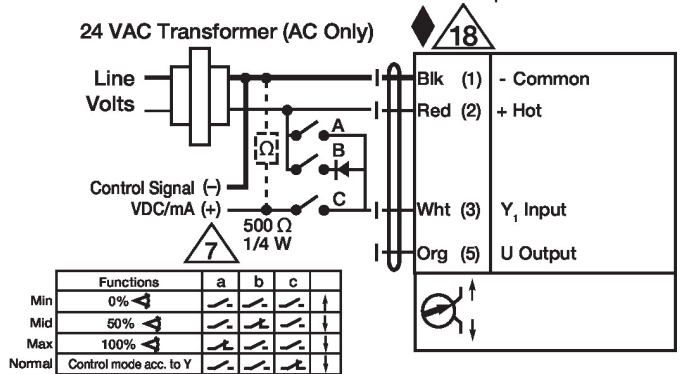 24 VAC Transformer (AC Only)
18
Line
Volts
Blk (1) - Common
Red (2) + Hot
A
B
Ω
Control Signal (–)
VDC/mA (+)
C
Wht (3) Y₁ Input
500 Ω
1/4 W
7
Org (5) U Output
Functions a b c
Min 0%
Mid 50%
Max 100%
Normal Control mode acc. to Y